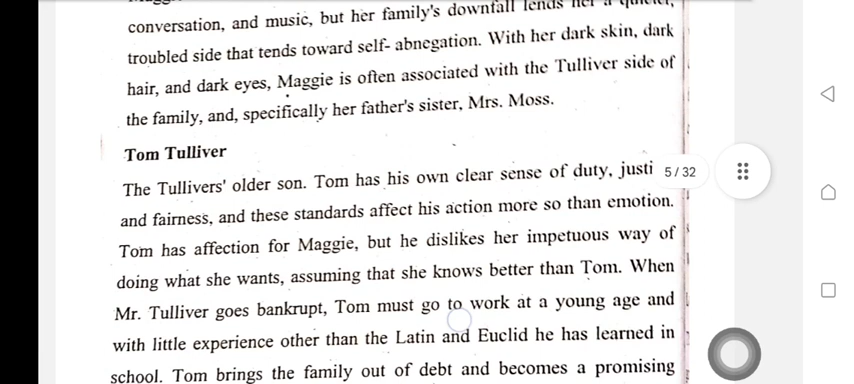 conversation, and music, but her family's downfall lends her a quieter,
troubled side that tends toward self- abnegation. With her dark skin, dark
hair, and dark eyes, Maggie is often associated with the Tulliver side of
the family, and, specifically her father's sister, Mrs. Moss.
Tom Tulliver
The Tullivers' older son. Tom has his own clear sense of duty, justi
5 / 32
and fairness, and these standards affect his action more so than emotion.
Tom has affection for Maggie, but he dislikes her impetuous way of
doing what she wants, assuming that she knows better than Tom. When
Mr. Tulliver goes bankrupt, Tom must go to work at a young age and
with little experience other than the Latin and Euclid he has learned in
school. Tom brings the family out of debt and becomes a promising